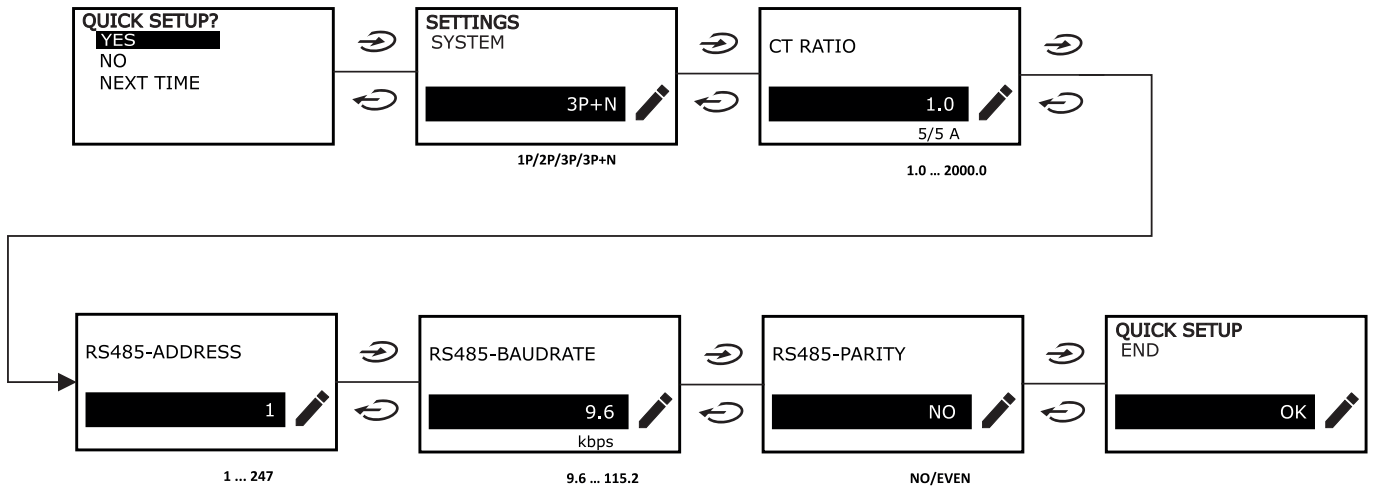 QUICK SETUP?
YES
NO
NEXT TIME
SETTINGS
SYSTEM
3P+N
1P/2P/3P/3P+N
CT RATIO
1.0
5/5 A
1.0 ... 2000.0
RS485-ADDRESS
1
1 ... 247
RS485-BAUDRATE
9.6
kbps
9.6 ... 115.2
RS485-PARITY
NO
NO/EVEN
QUICK SETUP
END
OK